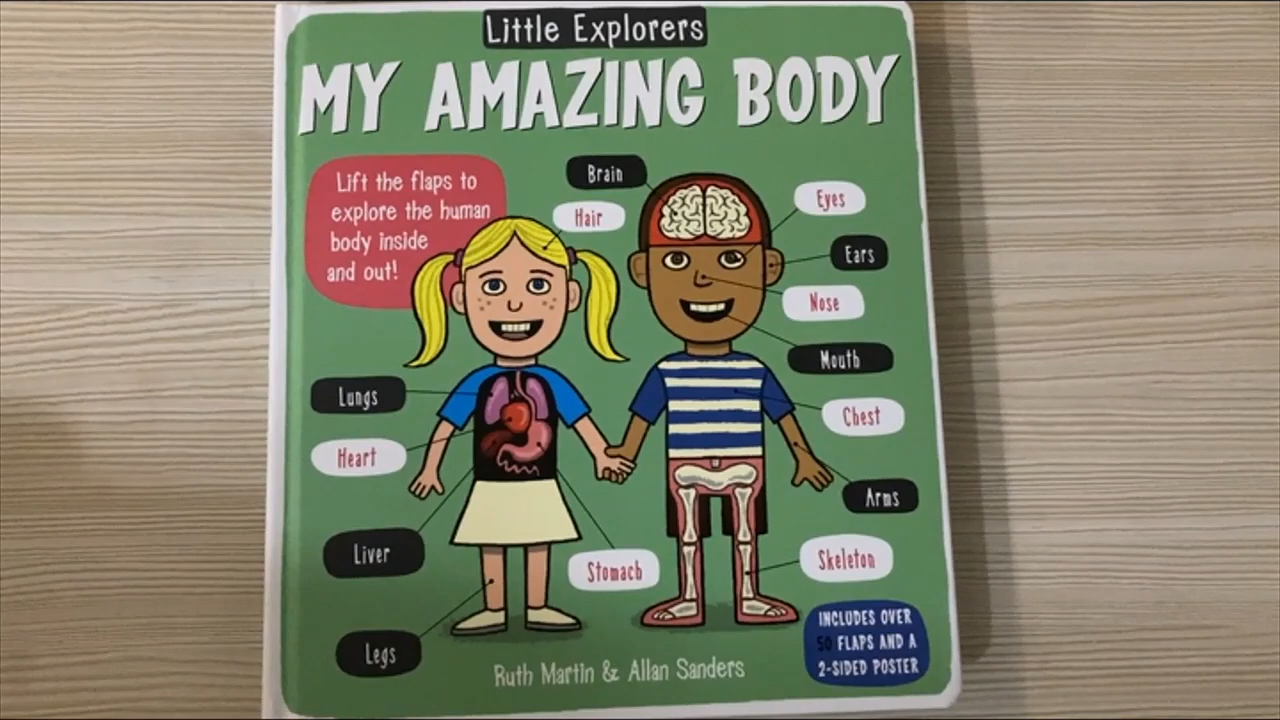 Little Explorers
MY AMAZING BODY
Lift the flaps to
explore the human
body inside
and out!
Brain
Hair
Eyes
Ears
Nose
Mouth
Lungs
Chest
Heart
Arms
Liver
Stomach
Skeleton
Legs
INCLUDES OVER
50 FLAPS AND A
2-SIDED POSTER
Ruth Martin & Allan Sanders